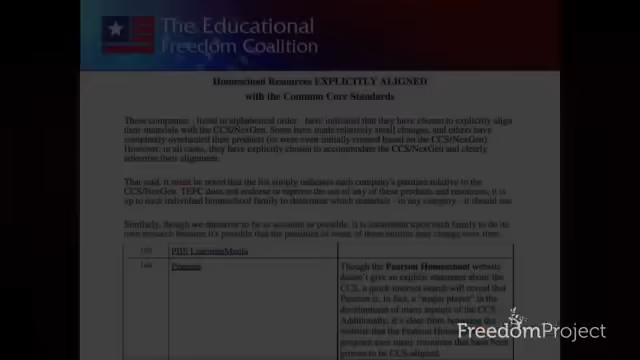 The Educational
Freedom Coalition
Homeschool Resources EXPLICITLY ALIGNED
with the Common Core Standards
These companies listed in alphabetical order have indicated that they have chosen to explicitly align
their materials with the CCS/NexGen. Some have made relatively small changes, and others have
completely overhauled their products (or were even initially created based on the CCS/NexGen).
However, in all cases, they have explicitly chosen to accommodate the CCS/NexGen and clearly
advertise their alignment.
That said, it must be noted that the list simply indicates each company's position relative to the
CCS/NexGen. TEFC does not endorse or reprove the use of any of these products and resources; it is
up to each individual homeschool family to determine which materials - in any category - it should use.
Similarly, though we endeavor to be as accurate as possible, it is incumbent upon each family to do its
own research because it's possible that the positions of some of these entities may change over time.
PBS LearningMedia
Pearson
Though the Pearson Homeschool website
doesn't give an explicit statement about the
CCS, a quick internet search will reveal that
Pearson is, in fact, a "major player" in the
development of many aspects of the CCS.
Additionally, it's clear from browsing the
website that the Pearson
program uses many resources that have been
proven to be CCS-aligned.
FreedomProject